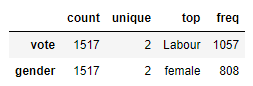 count unique top freq
vote 1517 2 Labour 1057
gender 1517 2 female 808